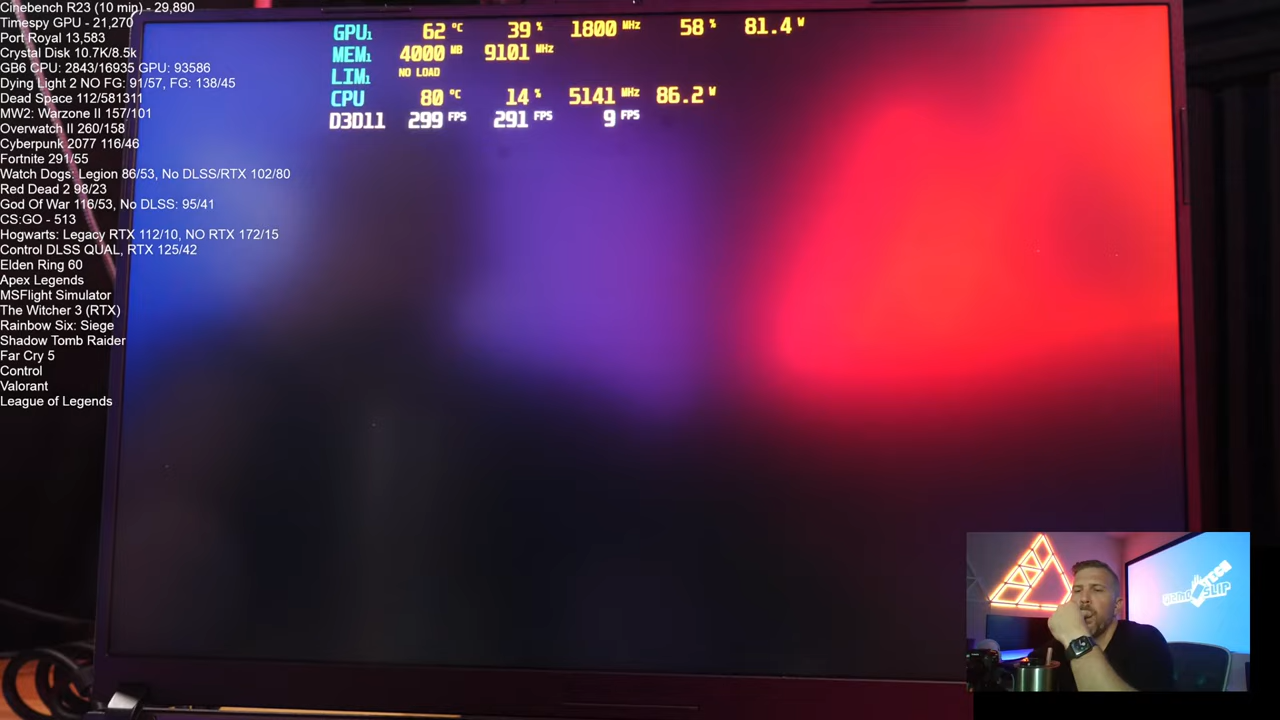 Cinebench R23 (10 min) - 29,890
Timespy GPU - 21,270
Port Royal 13,583
Crystal Disk 10.7K/8.5k
GB6 CPU: 2843/16935 GPU: 93586
Dying Light 2 NO FG: 91/57, FG: 138/45
Dead Space 112/581311
MW2: Warzone II 157/101
Overwatch II 260/158
Cyberpunk 2077 116/46
Fortnite 291/55
Watch Dogs: Legion 86/53, No DLSS/RTX 102/80
Red Dead 2 98/23
God Of War 116/53, No DLSS: 95/41
CS:GO - 513
Hogwarts: Legacy RTX 112/10, NO RTX 172/15
Control DLSS QUAL, RTX 125/42
Elden Ring 60
Apex Legends
MSFlight Simulator
The Witcher 3 (RTX)
Rainbow Six: Siege
Shadow Tomb Raider
Far Cry 5
Control
Valorant
League of Legends
GPU1 62 °C 39 % 1800 MHz 58 % 81.4 W
MEM1 4000 MB 9101 MHz
LIM1 NO LOAD
CPU 80 °C 14 % 5141 MHz 86.2 W
D3D11 299 FPS 291 FPS 9 FPS
GIZMO SLIP
TECH